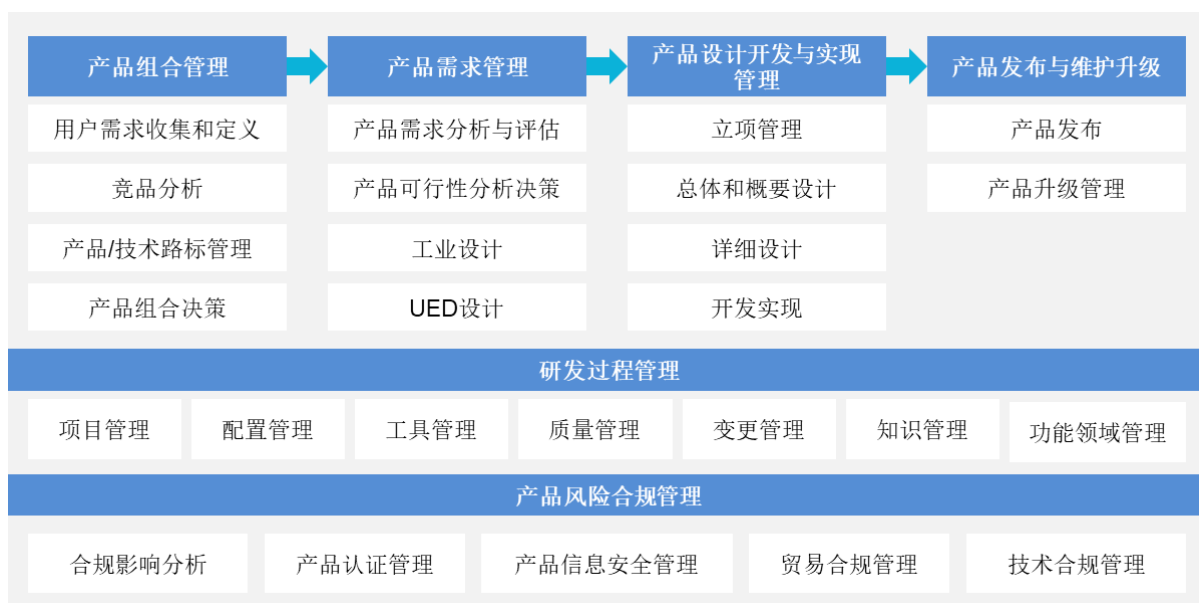 产品组合管理
产品需求管理
产品设计开发与实现
管理
产品发布与维护升级
用户需求收集和定义
产品需求分析与评估
立项管理
产品发布
竞品分析
产品可行性分析决策
总体和概要设计
产品升级管理
产品/技术路标管理
工业设计
详细设计
产品组合决策
UED设计
开发实现
研发过程管理
项目管理
配置管理
工具管理
质量管理
变更管理
知识管理
功能领域管理
产品风险合规管理
合规影响分析
产品认证管理
产品信息安全管理
贸易合规管理
技术合规管理